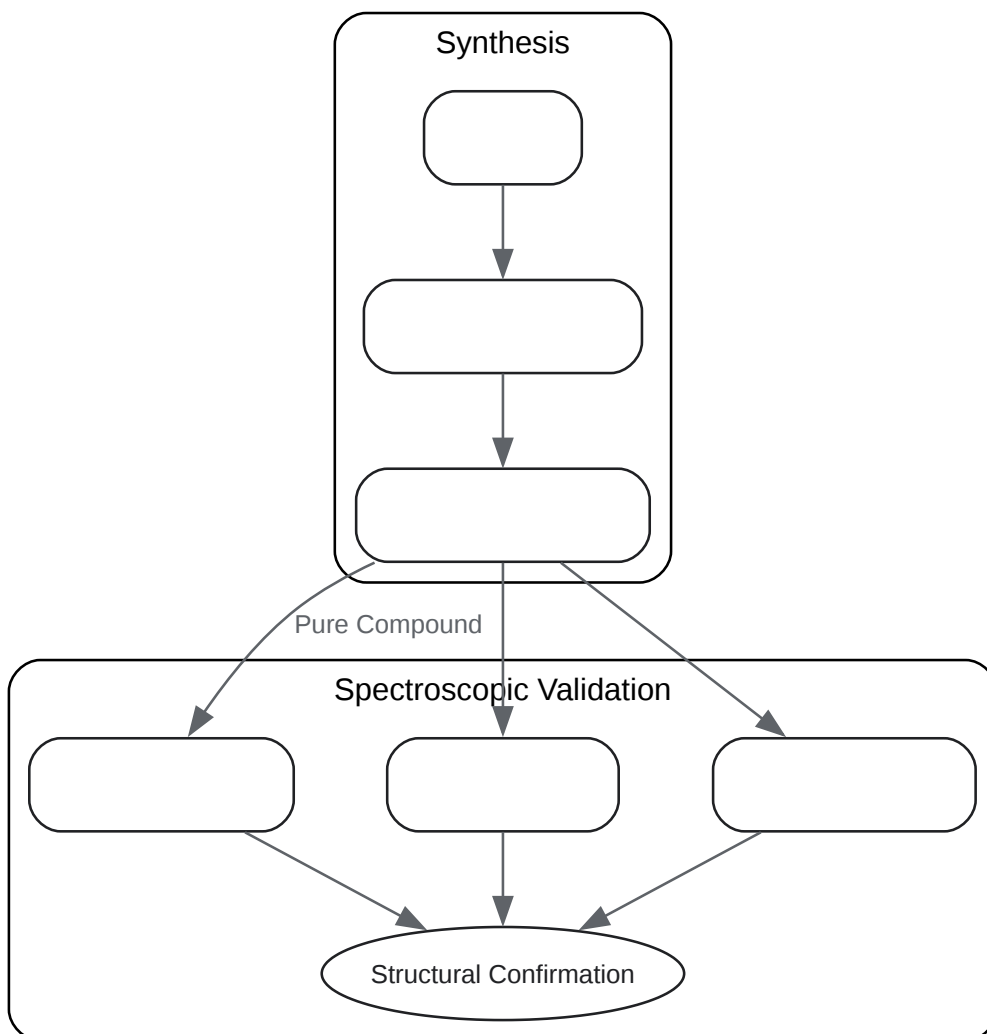 Synthesis
Pure Compound
Spectroscopic Validation
Structural Confirmation